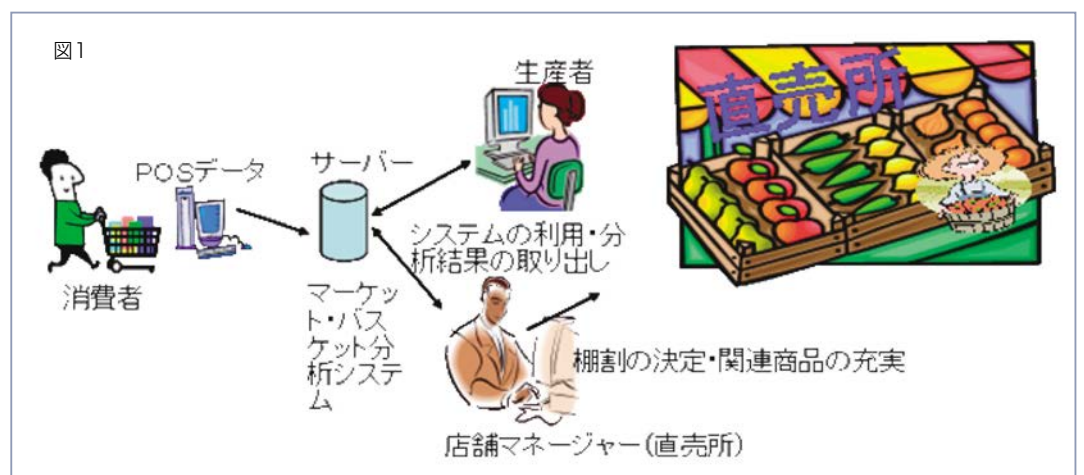 図1
生産者
直売所
POSデータ
サーバー
消費者
システムの利用・分
析結果の取り出し
マーケッ
ト・バス
ケット分
析システ
ム
棚割の決定・関連商品の充実
店舗マネージャー(直売所)